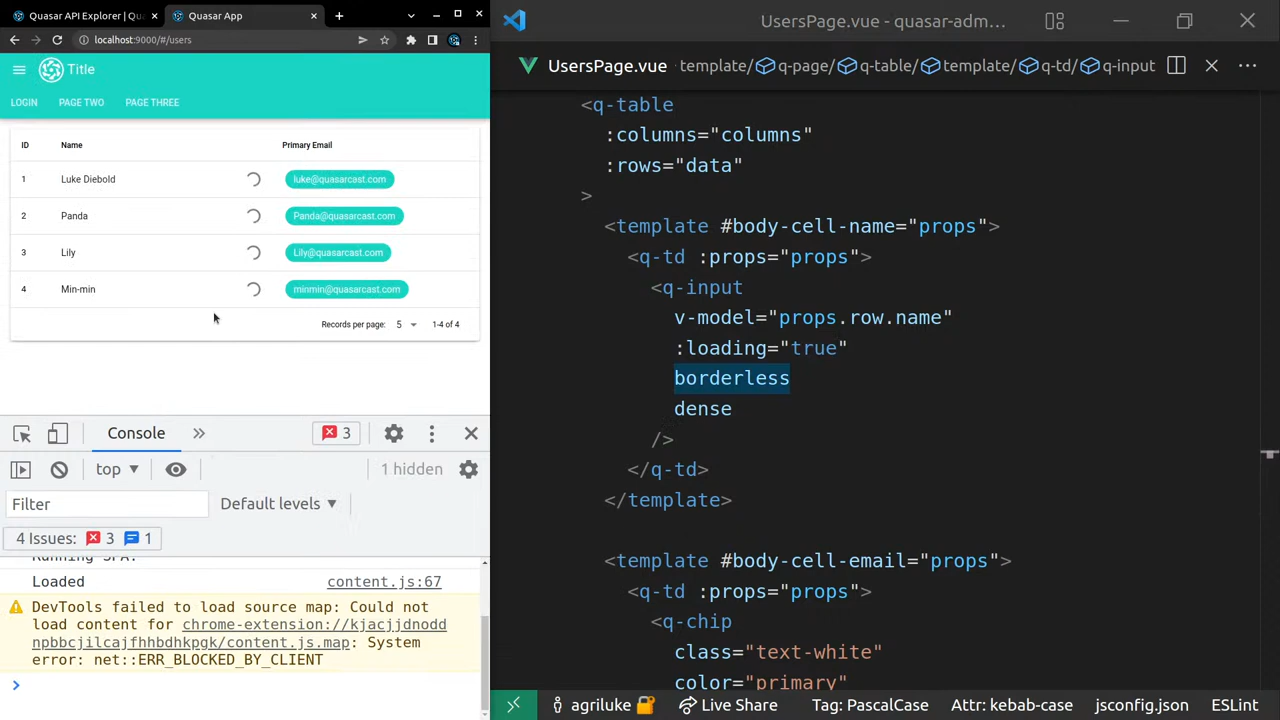 Quasar API Explorer | Qua
Quasar App
localhost:9000/#/users
Title
LOGIN
PAGE TWO
PAGE THREE
ID
Name
Primary Email
1
Luke Diebold
luke@quasarcast.com
2
Panda
Panda@quasarcast.com
3
Lily
Lily@quasarcast.com
4
Min-min
minmin@quasarcast.com
Records per page:
5
1-4 of 4
Console
3
top
1 hidden
Filter
Default levels
4 Issues:
3
1
Running SPA.
Loaded
content.js:67
DevTools failed to load source map: Could not
load content for chrome-extension://kjacjjdnodd
npbbcjilcajfhhbdhkpgk/content.js.map: System
error: net::ERR_BLOCKED_BY_CLIENT
UsersPage.vue - quasar-adm...
UsersPage.vue
template/
q-page/
q-table/
template/
q-td/
q-input
<q-table
:columns="columns"
:rows="data"
>
<template #body-cell-name="props">
<q-td :props="props">
<q-input
v-model="props.row.name"
:loading="true"
borderless
dense
/>
</q-td>
</template>
<template #body-cell-email="props">
<q-td :props="props">
<q-chip
class="text-white"
color="primary"
agriluke
Live Share
Tag: PascalCase
Attr: kebab-case
jsconfig.json
ESLint